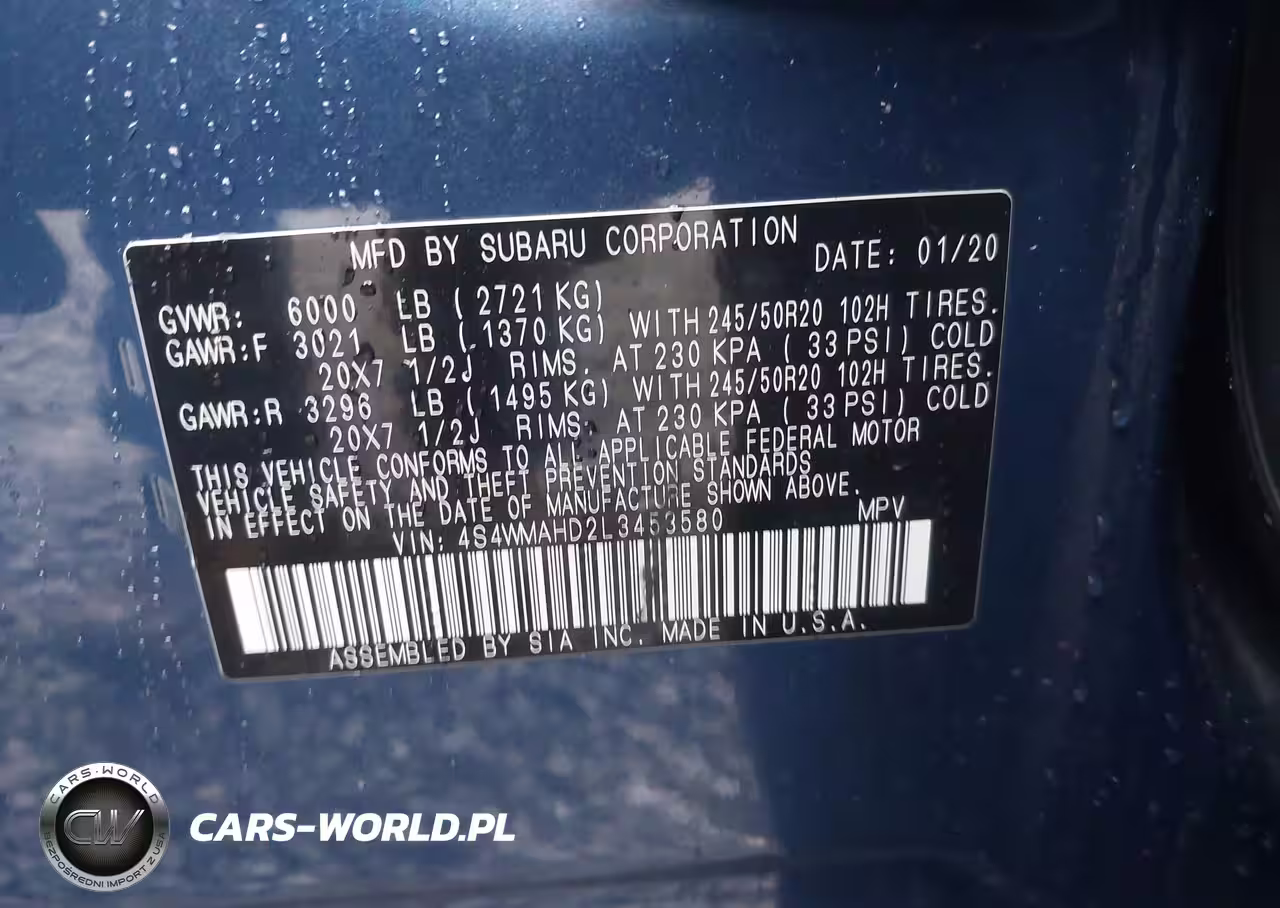 MFD BY SUBARU CORPORATION DATE: 01/20
GVWR: 6000 LB ( 2721 KG)
GAWR:F 3021 LB ( 1370 KG) WITH 245/50R20 102H TIRES.
20X7 1/2J RIMS. AT 230 KPA ( 33 PSI) COLD
GAWR:R 3296 LB ( 1495 KG) WITH 245/50R20 102H TIRES.
20X7 1/2J RIMS. AT 230 KPA ( 33 PSI) COLD
THIS VEHICLE CONFORMS TO ALL APPLICABLE FEDERAL MOTOR
VEHICLE SAFETY AND THEFT PREVENTION STANDARDS
IN EFFECT ON THE DATE OF MANUFACTURE SHOWN ABOVE.
VIN: 4S4WMAHD2L3453580 MPV
ASSEMBLED BY SIA INC. MADE IN U.S.A.
CARS-WORLD
CW
BEZPOŚREDNI IMPORT Z USA
CARS-WORLD.PL